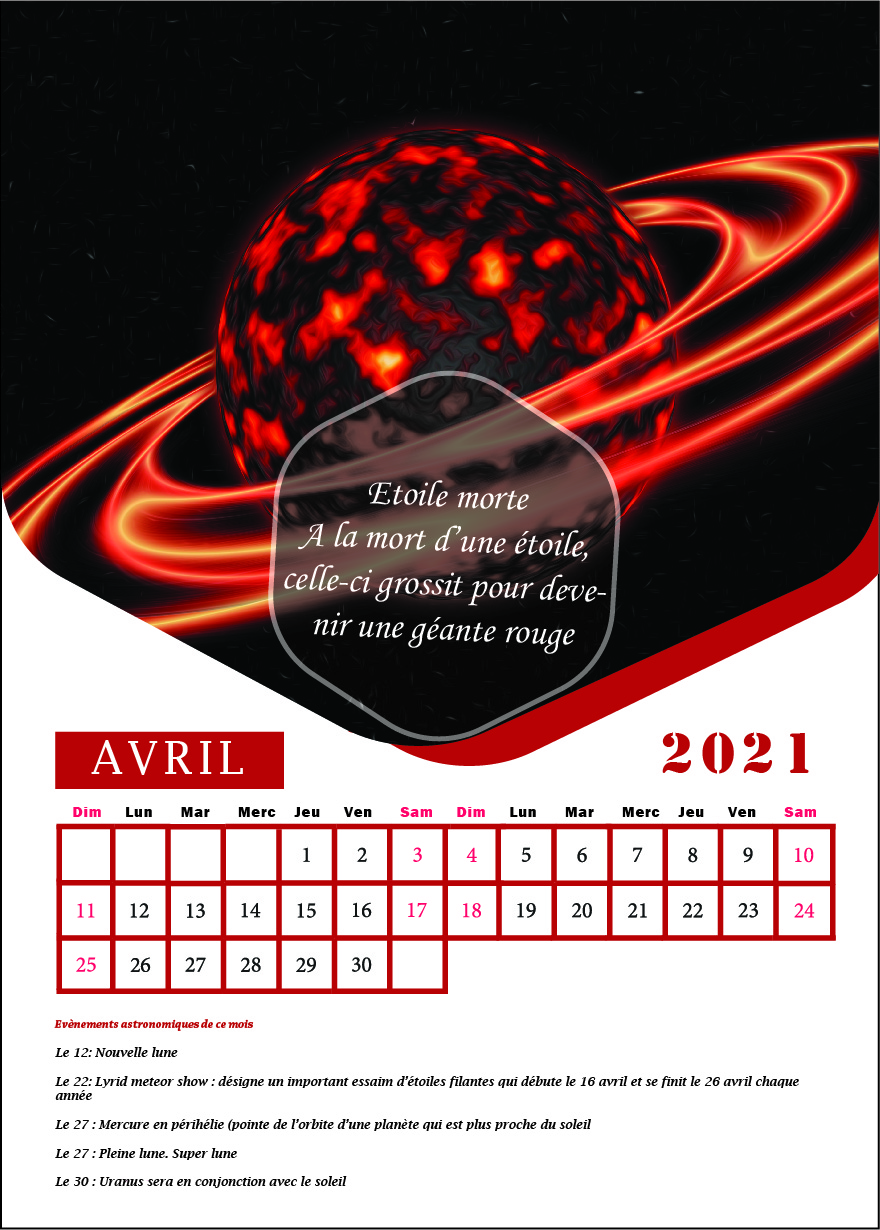 Etoile morte
A la mort d'une étoile,
celle-ci grossit pour deve-
nir une géante rouge
AVRIL
2021
Dim Lun Mar Merc Jeu Ven Sam Dim Lun Mar Merc Jeu Ven Sam
1 2 3 4 5 6 7 8 9 10
11 12 13 14 15 16 17 18 19 20 21 22 23 24
25 26 27 28 29 30
Evènements astronomiques de ce mois
Le 12: Nouvelle lune
Le 22: Lyrid meteor show : désigne un important essaim d'étoiles filantes qui débute le 16 avril et se finit le 26 avril chaque
année
Le 27 : Mercure en périhélie (pointe de l'orbite d'une planète qui est plus proche du soleil
Le 27 : Pleine lune. Super lune
Le 30 : Uranus sera en conjonction avec le soleil